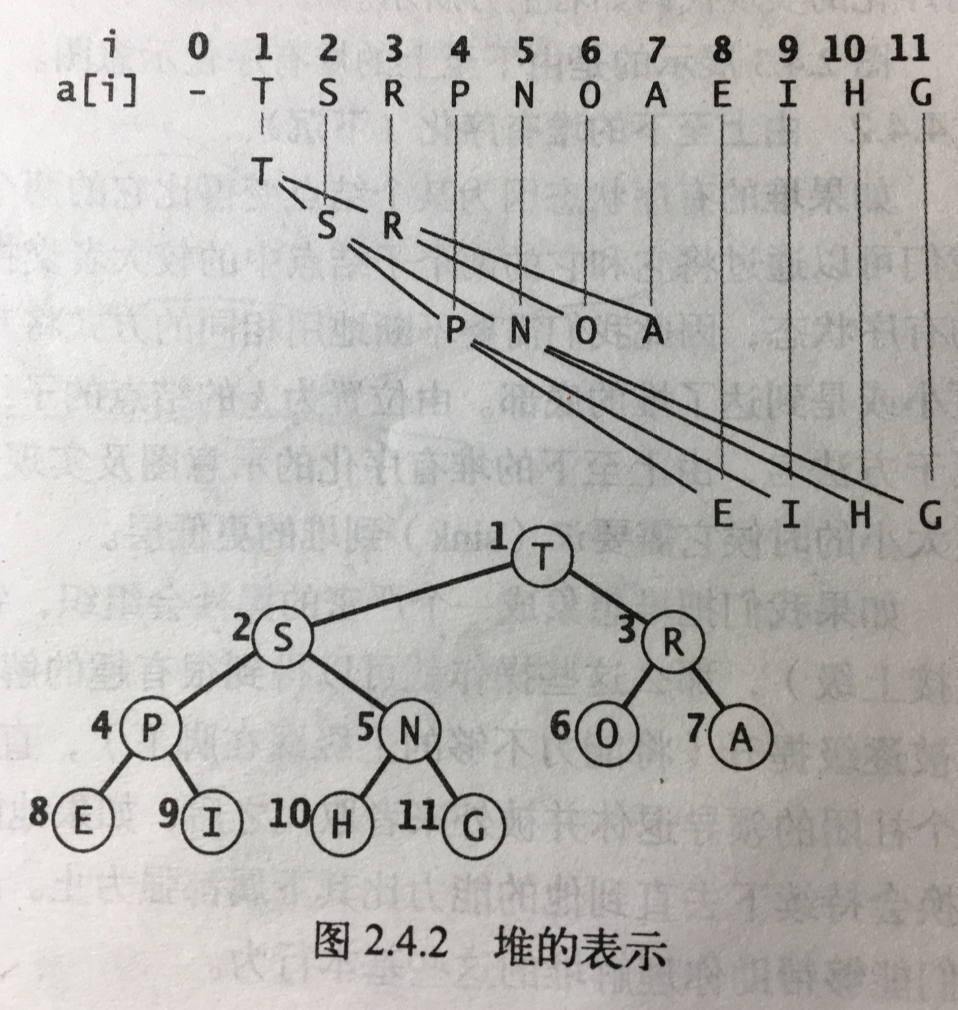 i 0 1 2 3 4 5 6 7 8 9 10 11
a[i] - T S R P N O A E I H G
T
S R
P N O A
E I H G
1 T
2 S 3 R
4 P 5 N 6 O 7 A
8 E 9 I 10 H 11 G
图 2.4.2 堆的表示